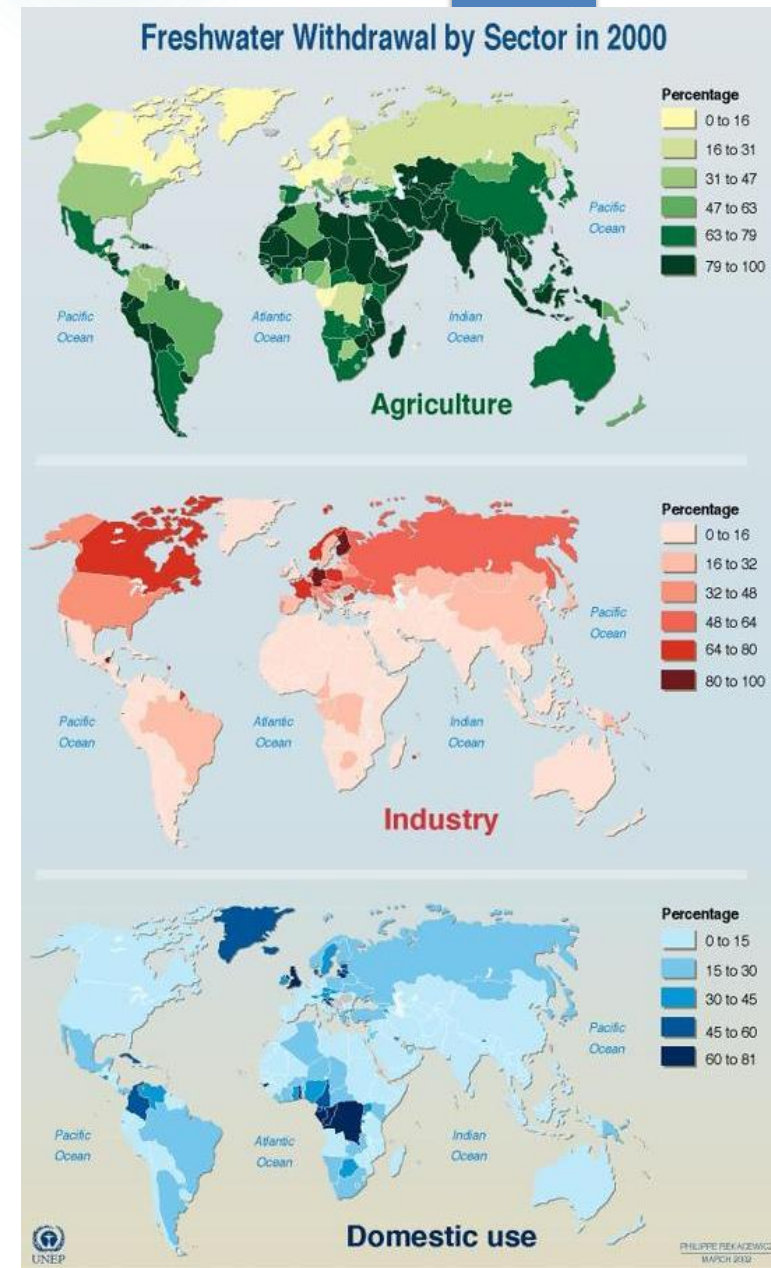 Freshwater Withdrawal by Sector in 2000
Percentage
0 to 16
16 to 31
31 to 47
47 to 63
63 to 79
79 to 100
Pacific
Ocean
Pacific
Ocean
Atlantic
Ocean
Indian
Ocean
Agriculture
Percentage
0 to 16
16 to 32
32 to 48
48 to 64
64 to 80
80 to 100
Pacific
Ocean
Pacific
Ocean
Atlantic
Ocean
Indian
Ocean
Industry
Percentage
0 to 15
15 to 30
30 to 45
45 to 60
60 to 81
Pacific
Ocean
Pacific
Ocean
Atlantic
Ocean
Indian
Ocean
Domestic use
UNEP
PHILIPPE REKACEWICZ
MARCH 2002